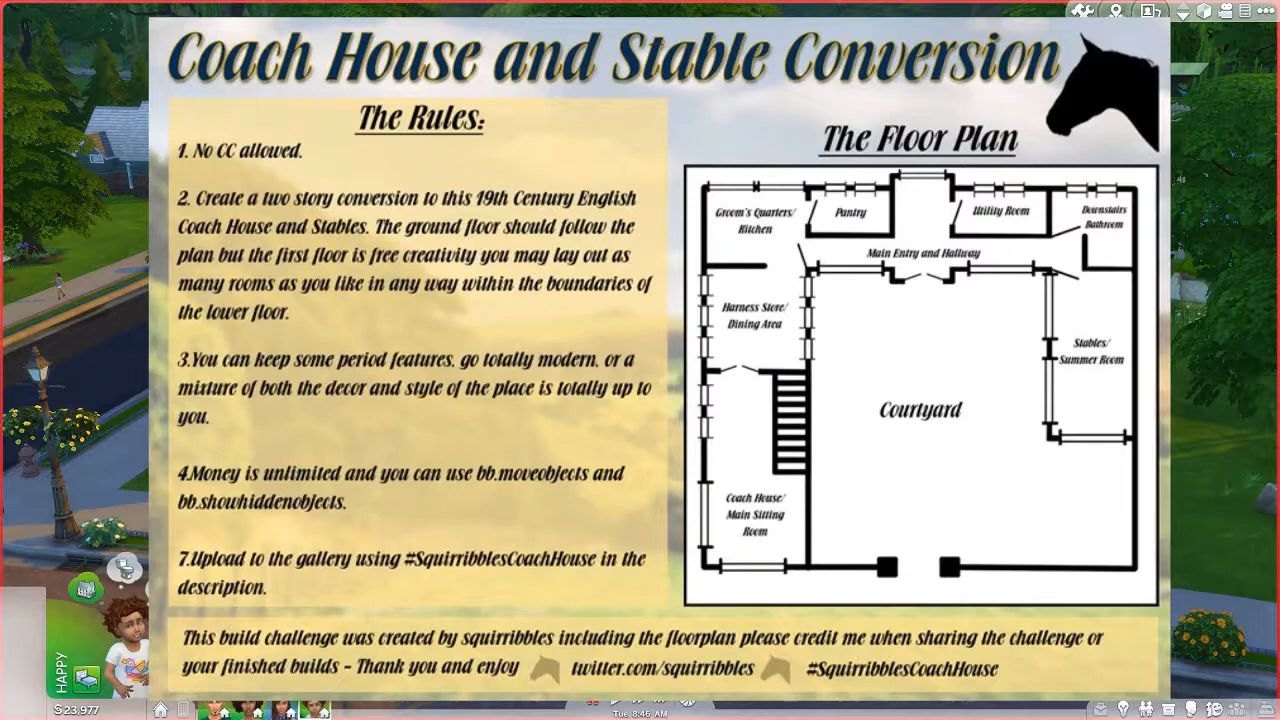 Coach House and Stable Conversion
The Rules:
1. No CC allowed.
2. Create a two story conversion to this 19th Century English
Coach House and Stables. The ground floor should follow the
plan but the first floor is free creativity you may lay out as
many rooms as you like in any way within the boundaries of
the lower floor.
3.You can keep some period features, go totally modern, or a
mixture of both the decor and style of the place is totally up to
you.
4.Money is unlimited and you can use bb.moveobjects and
bb.showhiddenobjects.
7.Upload to the gallery using #SquirribblesCoachHouse in the
description.
The Floor Plan
Groom's Quarters/
Kitchen
Pantry
Utility Room
Downstairs
Bathroom
Main Entry and Hallway
Harness Store/
Dining Area
Stables/
Summer Room
Courtyard
Coach House/
Main Sitting
Room
This build challenge was created by squirribbles including the floorplan please credit me when sharing the challenge or
your finished builds - Thank you and enjoy twitter.com/squirribbles #SquirribblesCoachHouse
HAPPY
§23,977
Tue. 8:46 AM